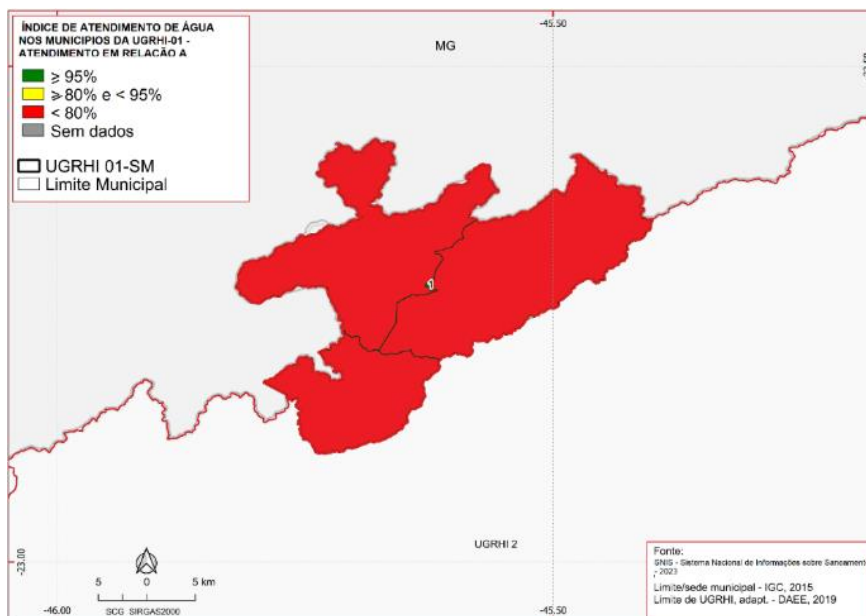 ÍNDICE DE ATENDIMENTO DE ÁGUA
NOS MUNICIPIOS DA UGRHI-01 -
ATENDIMENTO EM RELACÃO A
≥ 95%
≥ 80% e < 95%
< 80%
Sem dados
UGRHI 01-SM
Limite Municipal
-45.50
MG
1
UGRHI 2
-23.00
5 0 5 km
SCG SIRGAS2000
-46.00
-45.50
Fonte:
SNIS - Sistema Nacional de Informações sobre Saneamento
- 2023
Limite/sede municipal - IGC, 2015
Limite de UGRHI, adapt. - DAEE, 2019